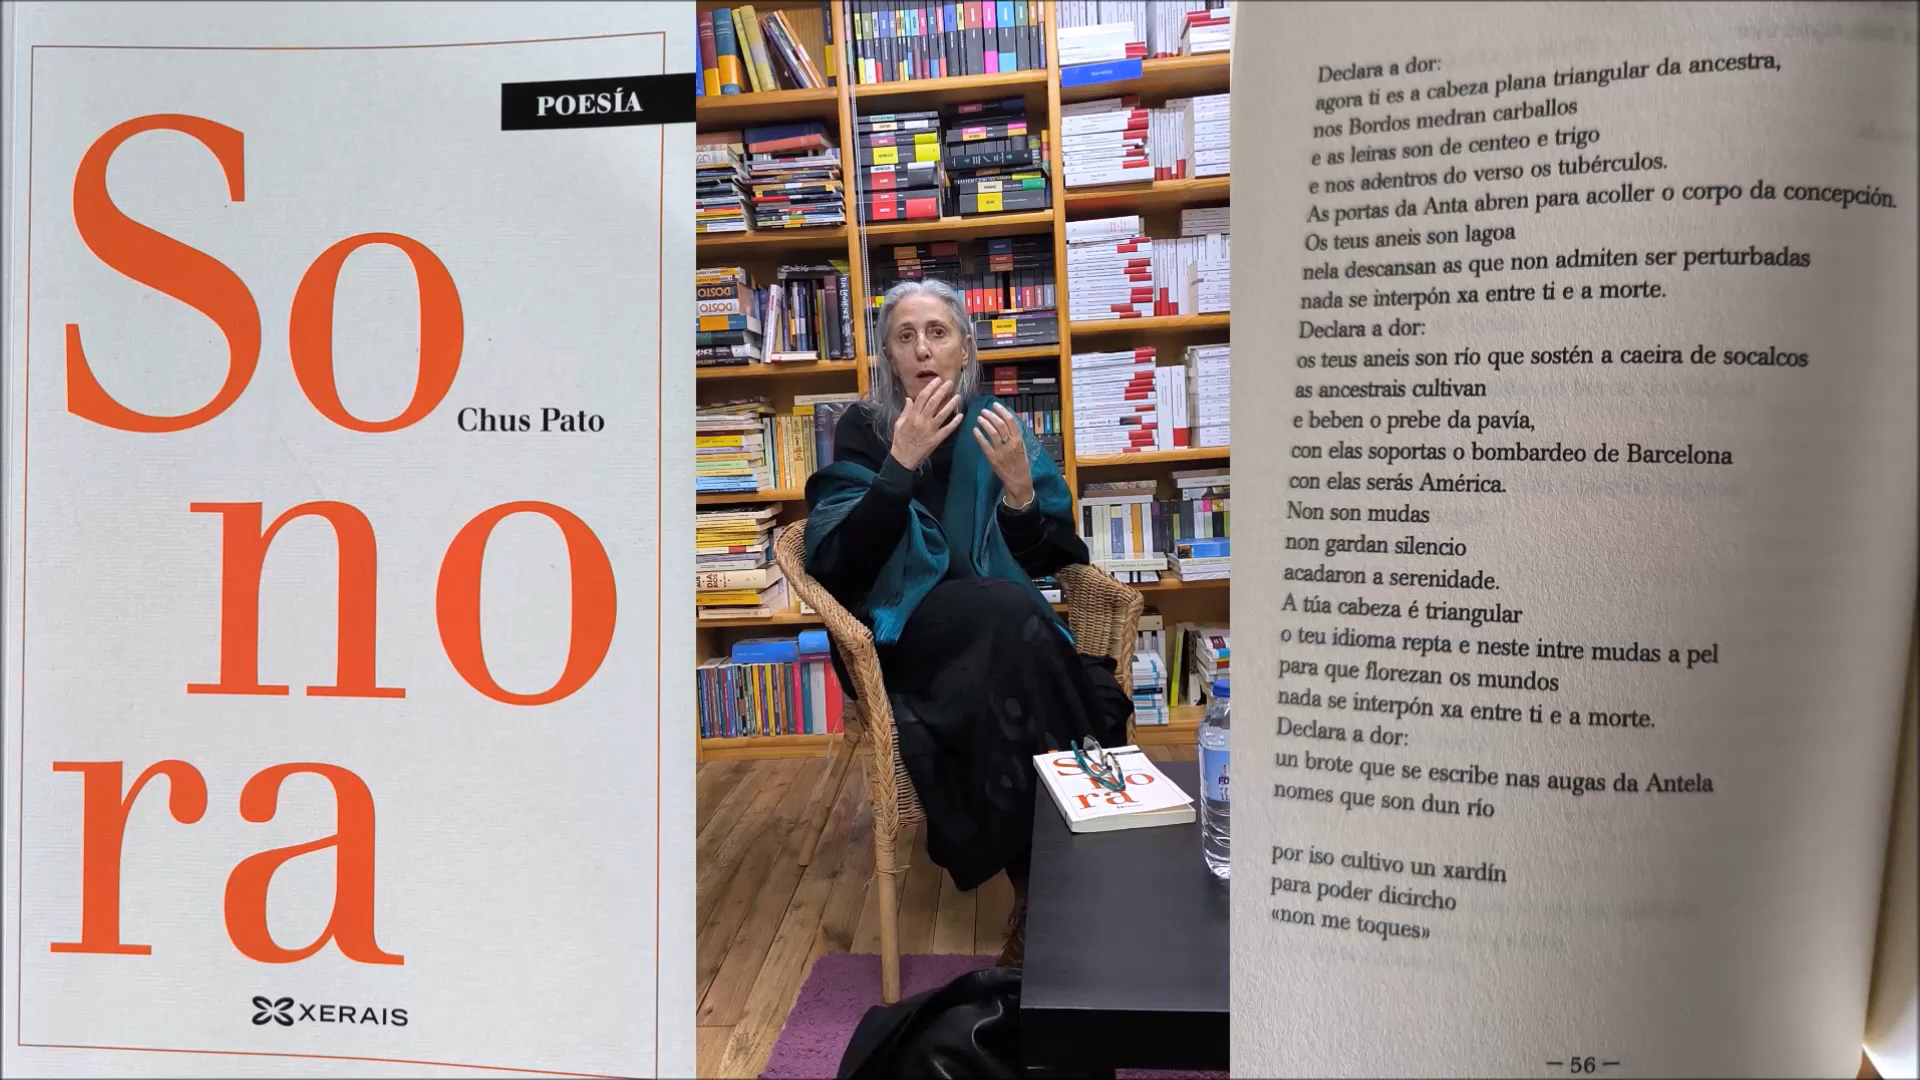 POESÍA
So
Chus Pato
no
ra
XERAIS
So
no
ra
DOSTO
Declara a dor:
agora ti es a cabeza plana triangular da ancestra,
nos Bordos medran carballos
e as leiras son de centeo e trigo
e nos adentros do verso os tubérculos.
As portas da Anta abren para acoller o corpo da concepción.
Os teus aneis son lagoa
nela descansan as que non admiten ser perturbadas
nada se interpón xa entre ti e a morte.
Declara a dor:
os teus aneis son río que sostén a caeira de socalcos
as ancestrais cultivan
e beben o prebe da pavía,
con elas soportas o bombardeo de Barcelona
con elas serás América.
Non son mudas
non gardan silencio
acadaron a serenidade.
A túa cabeza é triangular
o teu idioma repta e neste intre mudas a pel
para que florezan os mundos
nada se interpón xa entre ti e a morte.
Declara a dor:
un brote que se escribe nas augas da Antela
nomes que son dun río
por iso cultivo un xardín
para poder dicircho
«non me toques»
— 56 —